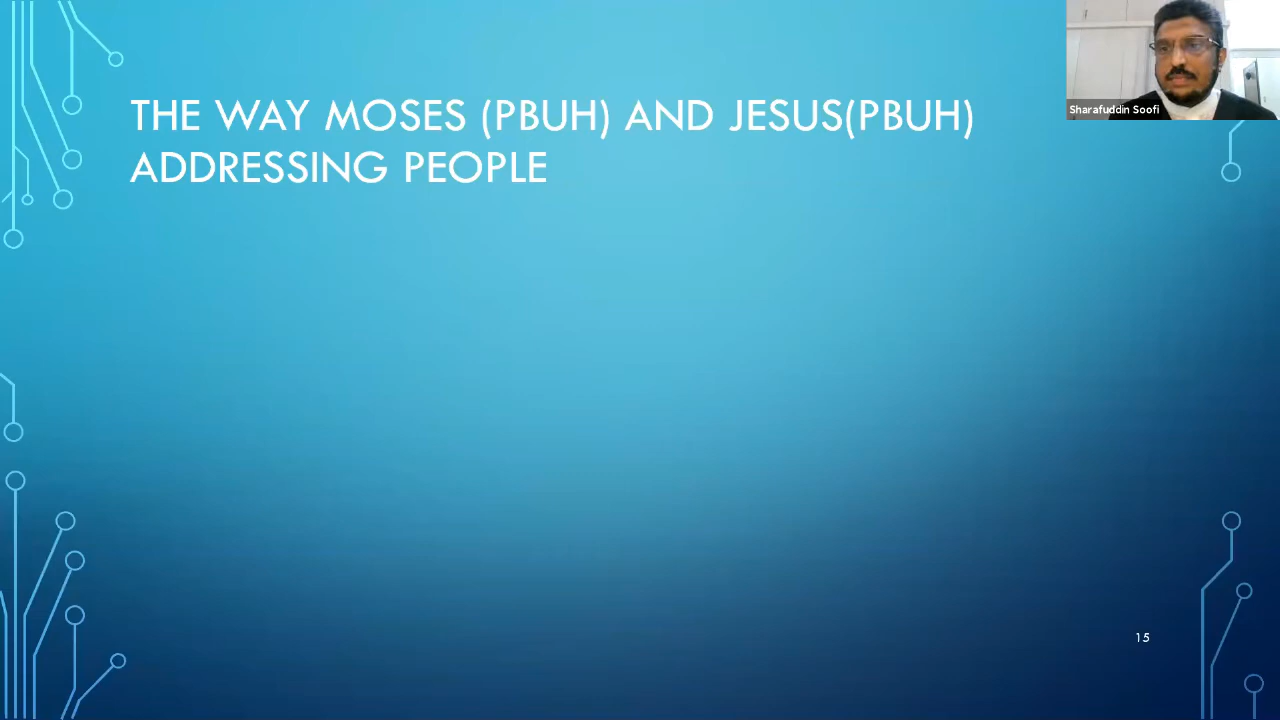 THE WAY MOSES (PBUH) AND JESUS(PBUH)
ADDRESSING PEOPLE
Sharafuddin Soofi
15